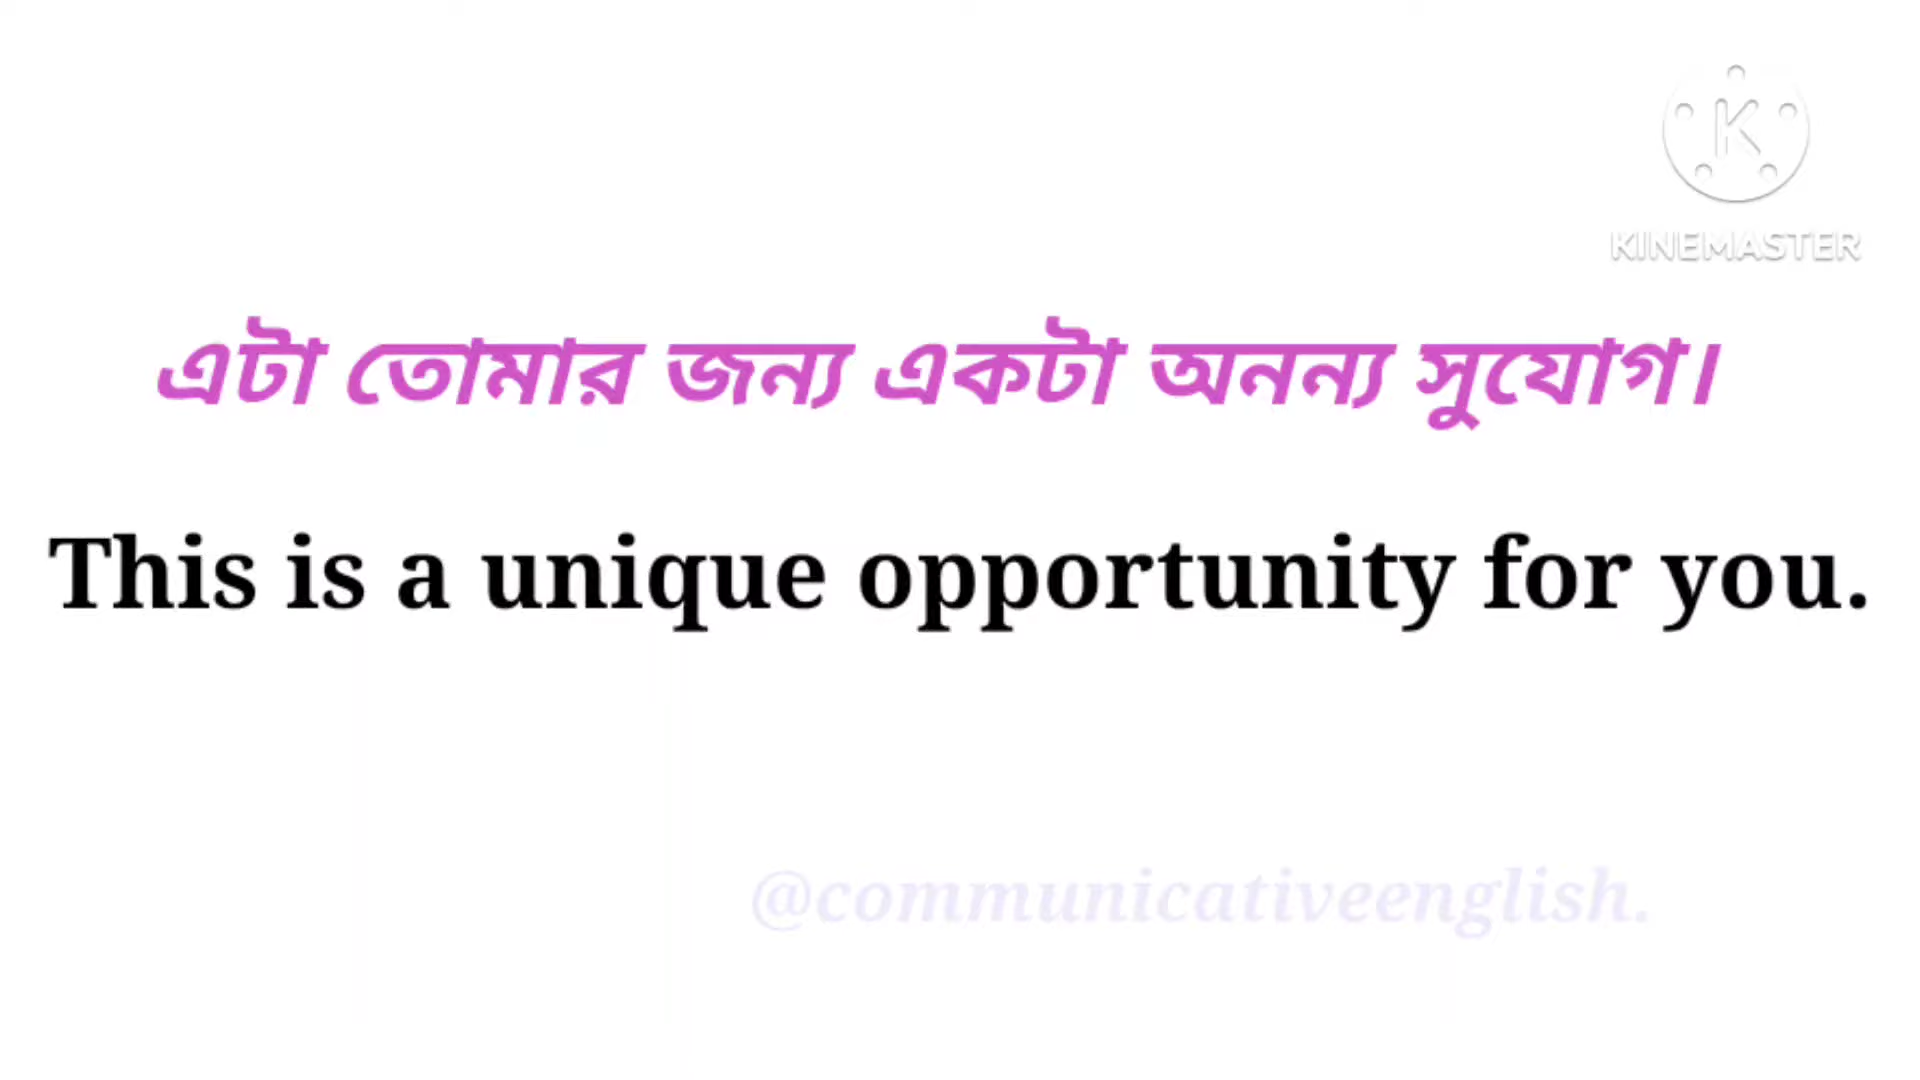 KINEMASTER
এটা তোমার জন্য একটা অনন্য সুযোগ।
This is a unique opportunity for you.
@communicativeenglish.